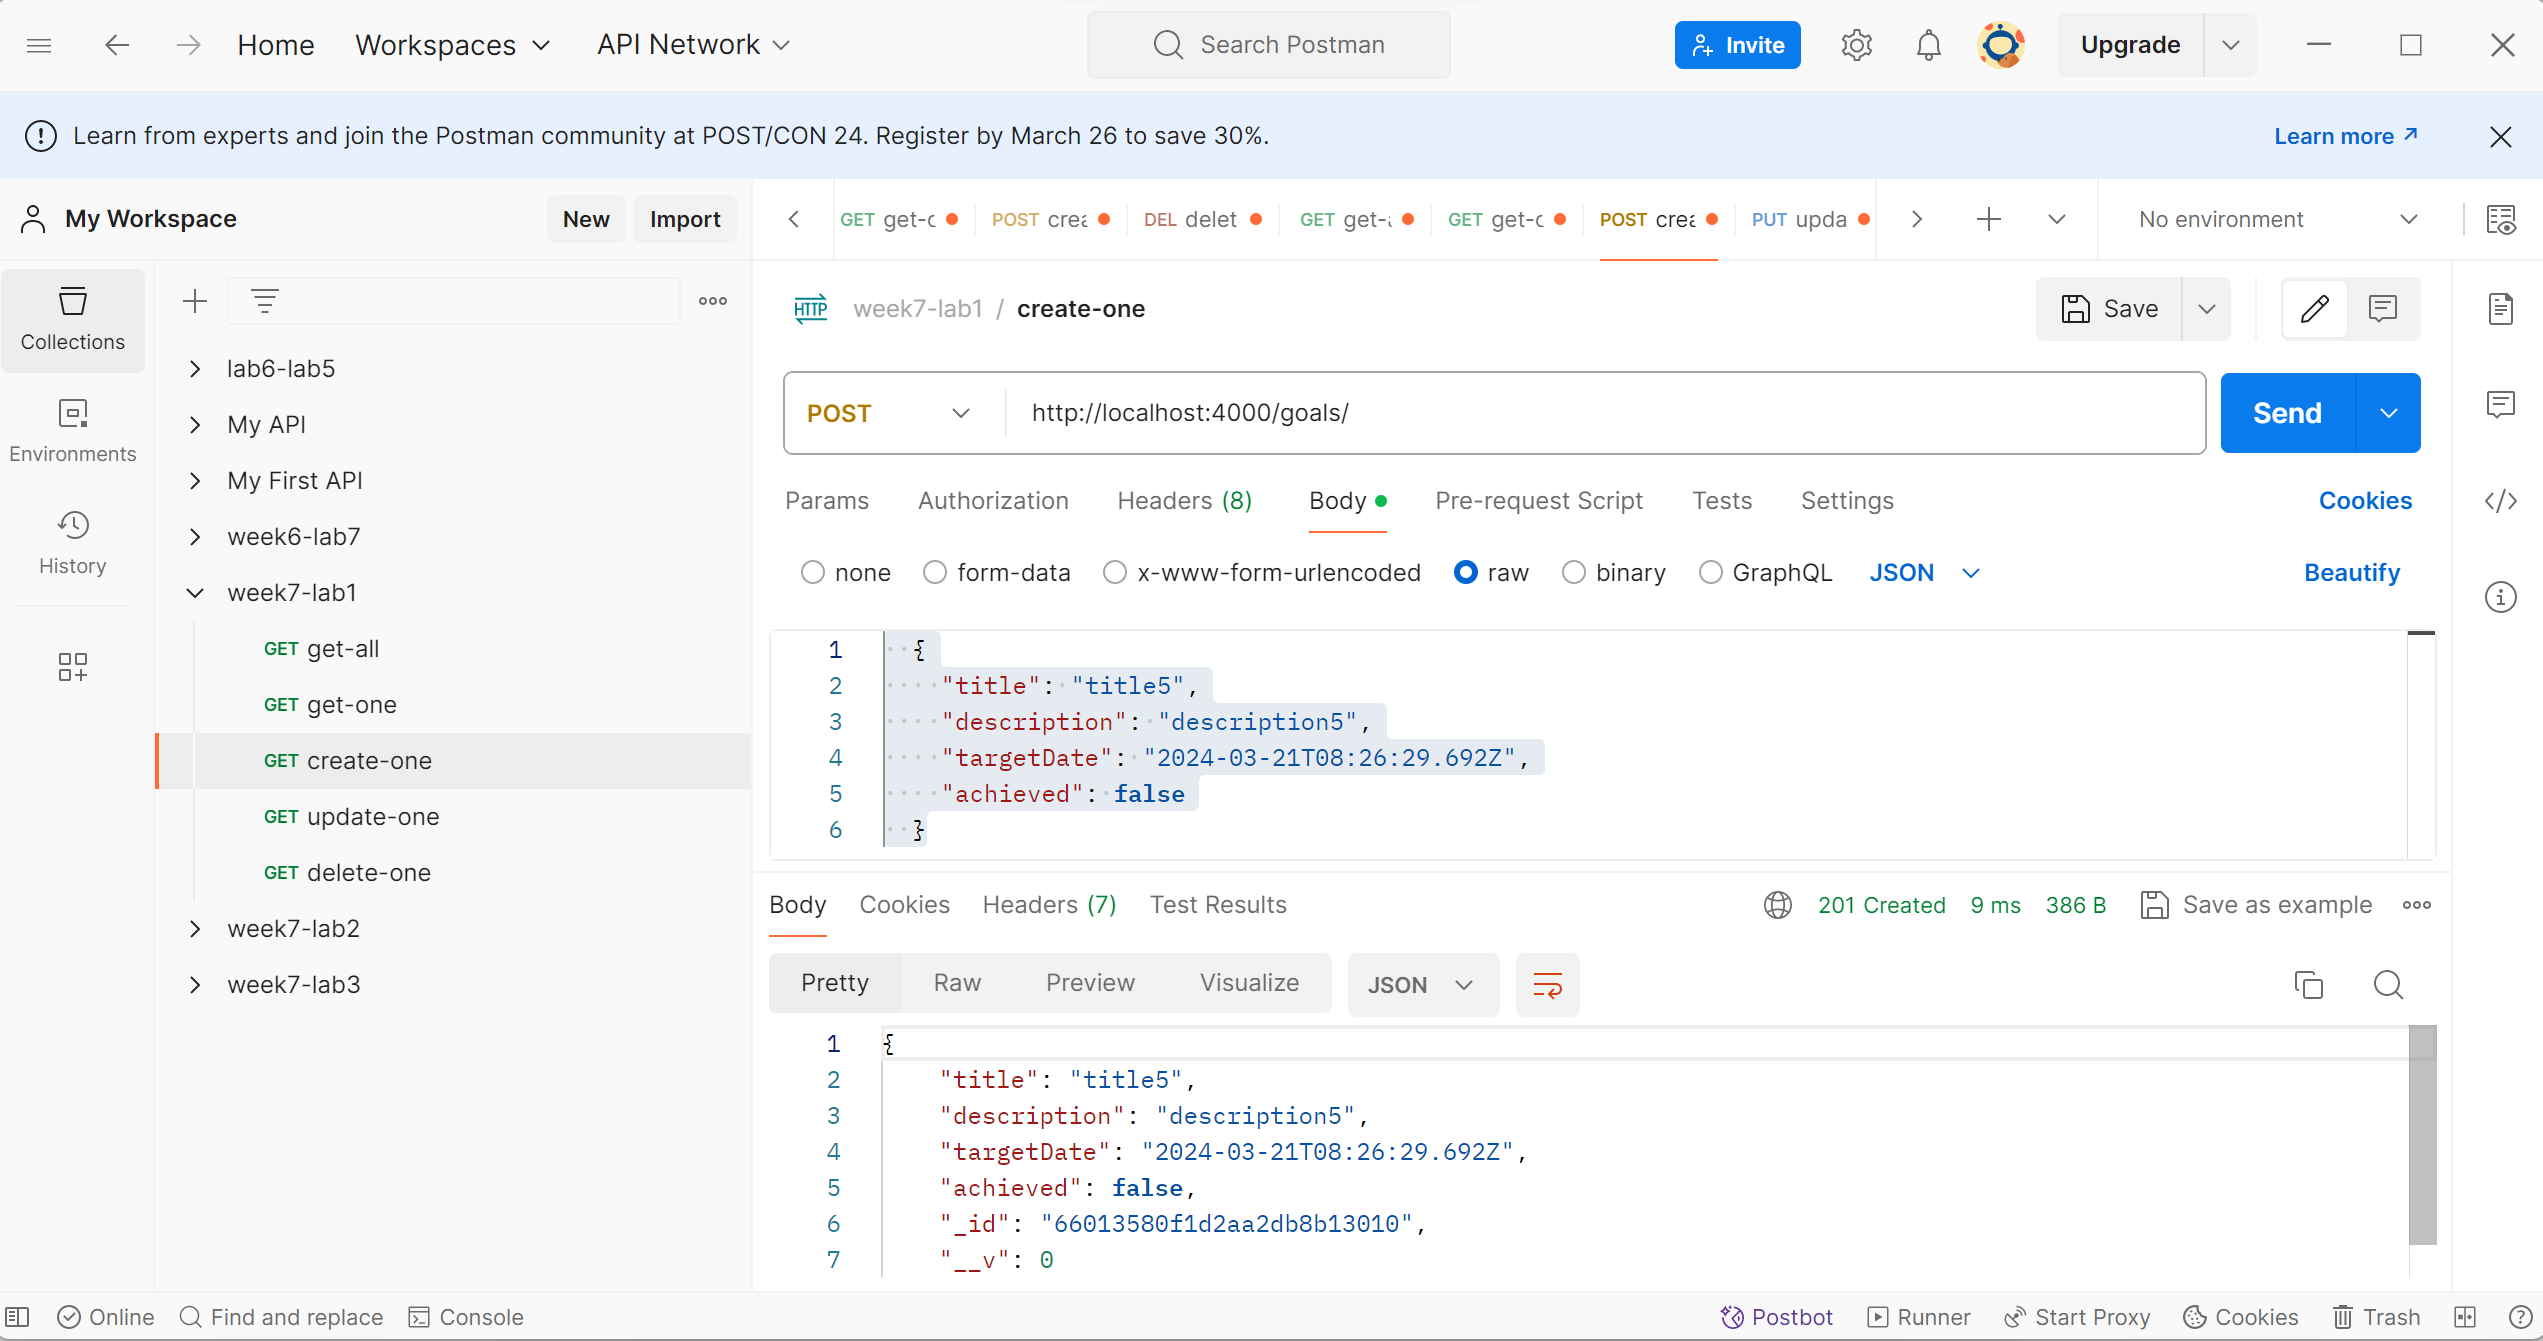 Home Workspaces API Network Search Postman Invite Upgrade
Learn from experts and join the Postman community at POST/CON 24. Register by March 26 to save 30%. Learn more
My Workspace New Import
GET get-c POST crea DEL delet GET get-a GET get-c POST crea PUT upda No environment
Collections
Environments
History
lab6-lab5
My API
My First API
week6-lab7
week7-lab1
GET get-all
GET get-one
GET create-one
GET update-one
GET delete-one
week7-lab2
week7-lab3
HTTP week7-lab1 / create-one Save
POST http://localhost:4000/goals/ Send
Params Authorization Headers (8) Body Pre-request Script Tests Settings Cookies
none form-data x-www-form-urlencoded raw binary GraphQL JSON Beautify
1 {
2 "title": "title5",
3 "description": "description5",
4 "targetDate": "2024-03-21T08:26:29.692Z",
5 "achieved": false
6 }
Body Cookies Headers (7) Test Results 201 Created 9 ms 386 B Save as example
Pretty Raw Preview Visualize JSON
1 {
2 "title": "title5",
3 "description": "description5",
4 "targetDate": "2024-03-21T08:26:29.692Z",
5 "achieved": false,
6 "_id": "66013580f1d2aa2db8b13010",
7 "__v": 0
Online Find and replace Console Postbot Runner Start Proxy Cookies Trash